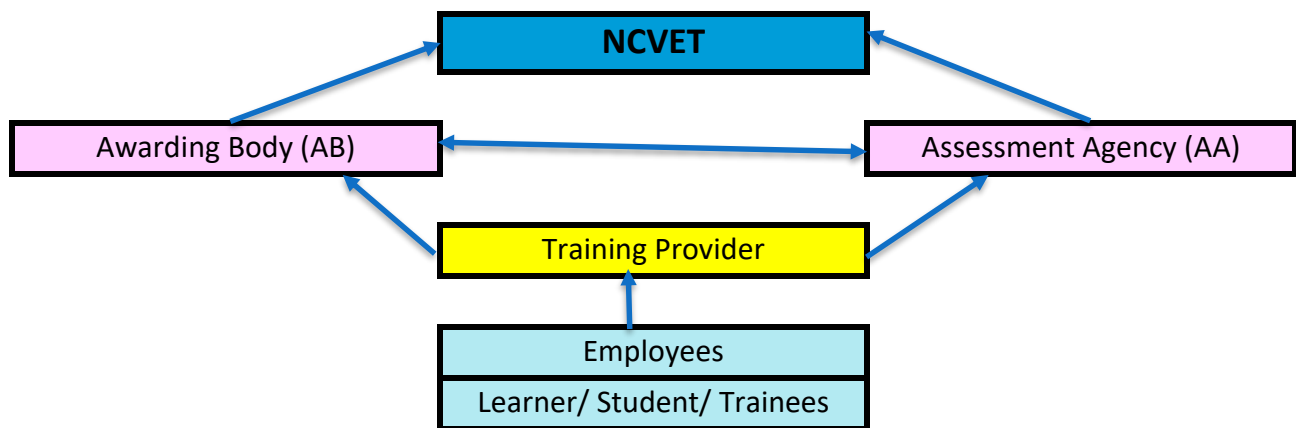 NCVET
Awarding Body (AB)
Assessment Agency (AA)
Training Provider
Employees
Learner/ Student/ Trainees